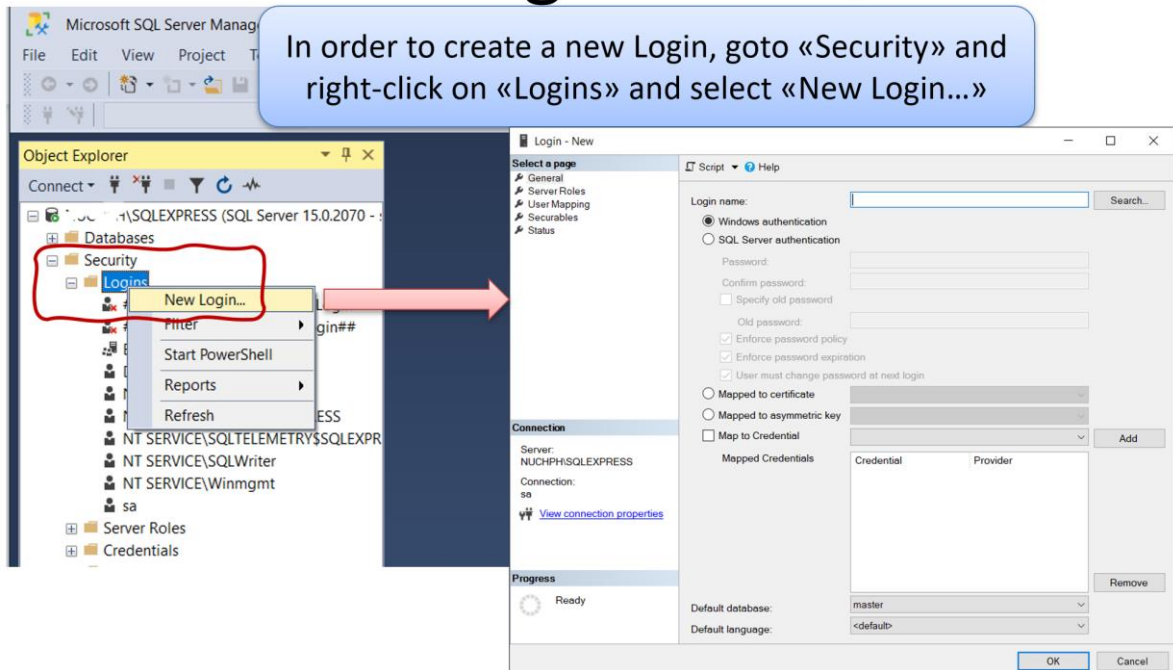 Microsoft SQL Server Manag
In order to create a new Login, goto «Security» and
right-click on «Logins» and select «New Login…»
File Edit View Project T
Object Explorer
Connect
\SQLEXPRESS (SQL Server 15.0.2070 - :
Databases
Security
Logins
New Login...
Filter
gin##
Start PowerShell
Reports
Refresh
ESS
NT SERVICE\SQLTELEMETRY$SQLEXPR
NT SERVICE\SQLWriter
NT SERVICE\Winmgmt
sa
Server Roles
Credentials
Login - New
Select a page
General
Server Roles
User Mapping
Securables
Status
Connection
Server:
NUCHPH\SQLEXPRESS
Connection:
sa
View connection properties
Progress
Ready
Script Help
Login name: Search...
Windows authentication
SQL Server authentication
Password:
Confirm password:
Specify old password
Old password:
Enforce password policy
Enforce password expiration
User must change password at next login
Mapped to certificate
Mapped to asymmetric key
Map to Credential Add
Mapped Credentials Credential Provider
Remove
Default database: master
Default language: <default>
OK Cancel